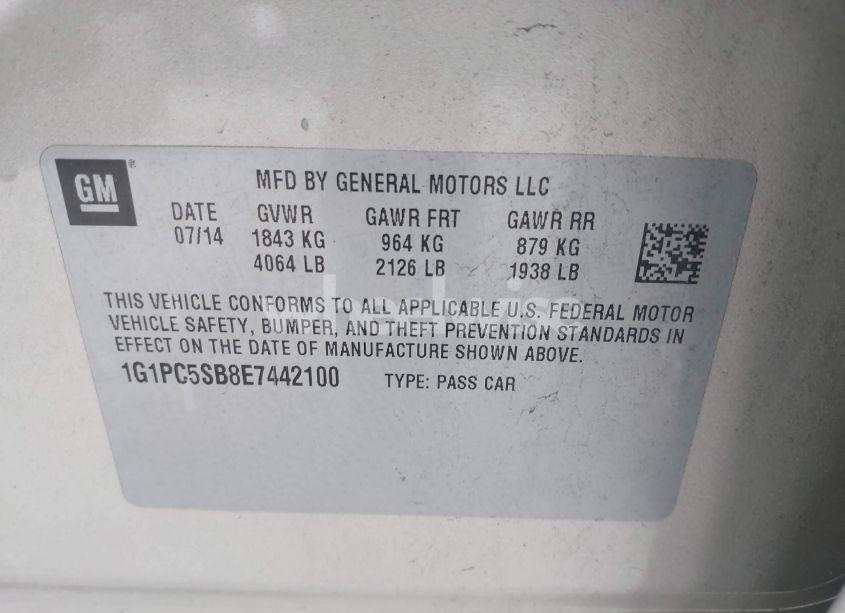 GM ®
MFD BY GENERAL MOTORS LLC
DATE GVWR GAWR FRT GAWR RR
07/14 1843 KG 964 KG 879 KG
4064 LB 2126 LB 1938 LB
THIS VEHICLE CONFORMS TO ALL APPLICABLE U.S. FEDERAL MOTOR
VEHICLE SAFETY, BUMPER, AND THEFT PREVENTION STANDARDS IN
EFFECT ON THE DATE OF MANUFACTURE SHOWN ABOVE.
1G1PC5SB8E7442100 TYPE: PASS CAR